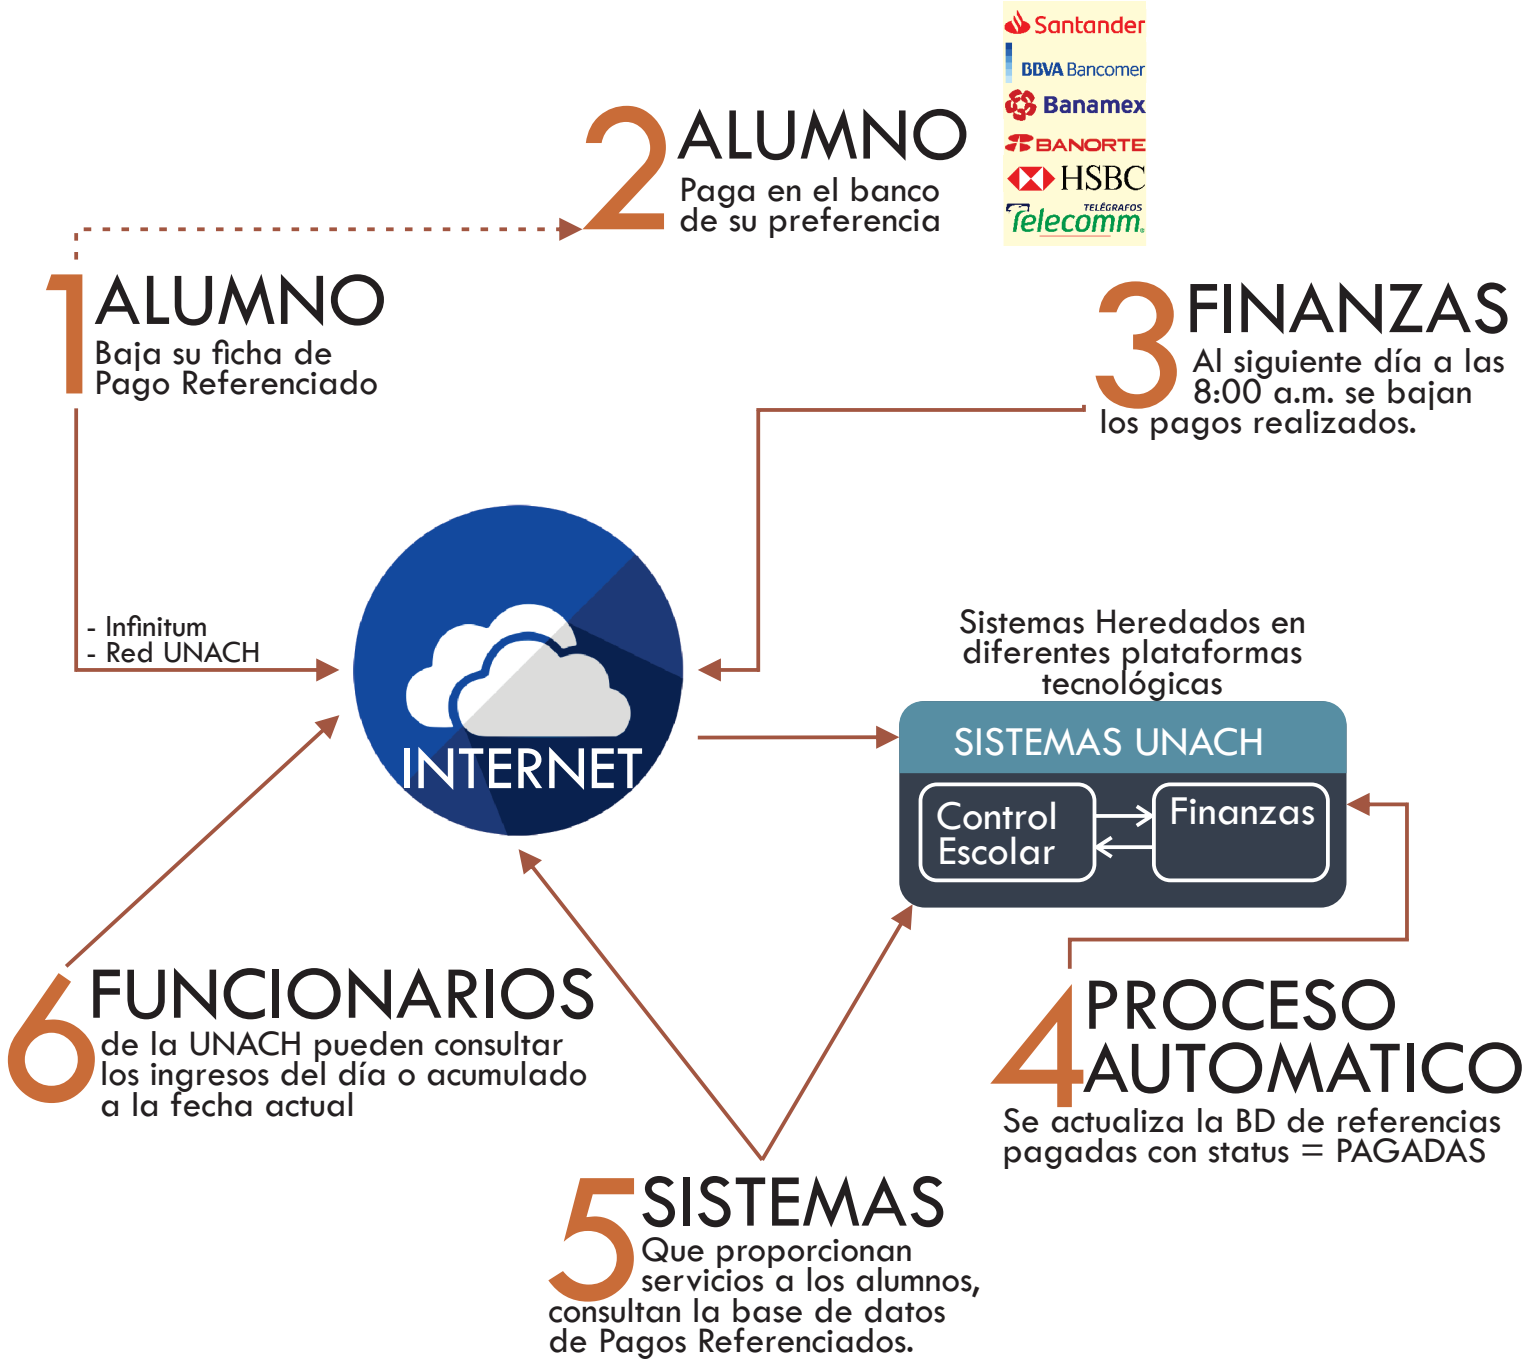 Santander
BBVA Bancomer
Banamex
BANORTE
HSBC
TELÉGRAFOS
Telecomm.
2 ALUMNO
Paga en el banco
de su preferencia
1 ALUMNO
Baja su ficha de
Pago Referenciado
3 FINANZAS
Al siguiente día a las
8:00 a.m. se bajan
los pagos realizados.
- Infinitum
- Red UNACH
INTERNET
Sistemas Heredados en
diferentes plataformas
tecnológicas
SISTEMAS UNACH
Control
Escolar
Finanzas
6 FUNCIONARIOS
de la UNACH pueden consultar
los ingresos del día o acumulado
a la fecha actual
4 PROCESO
AUTOMATICO
Se actualiza la BD de referencias
pagadas con status = PAGADAS
5 SISTEMAS
Que proporcionan
servicios a los alumnos,
consultan la base de datos
de Pagos Referenciados.